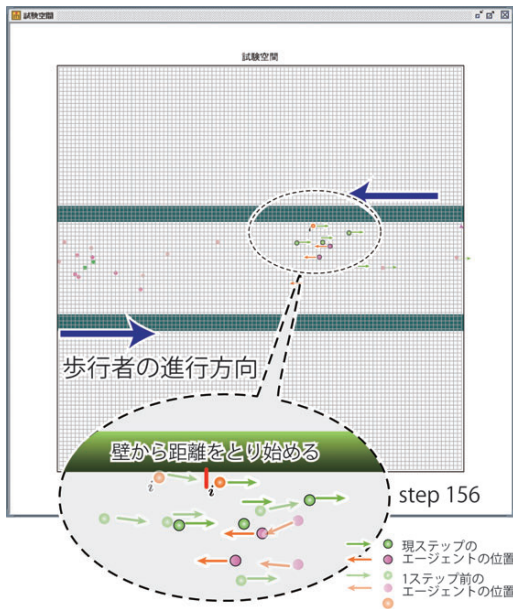 試験空間
試験空間
歩行者の進行方向
壁から距離をとり始める
i
i
step 156
現ステップの
エージェントの位置
1ステップ前の
エージェントの位置